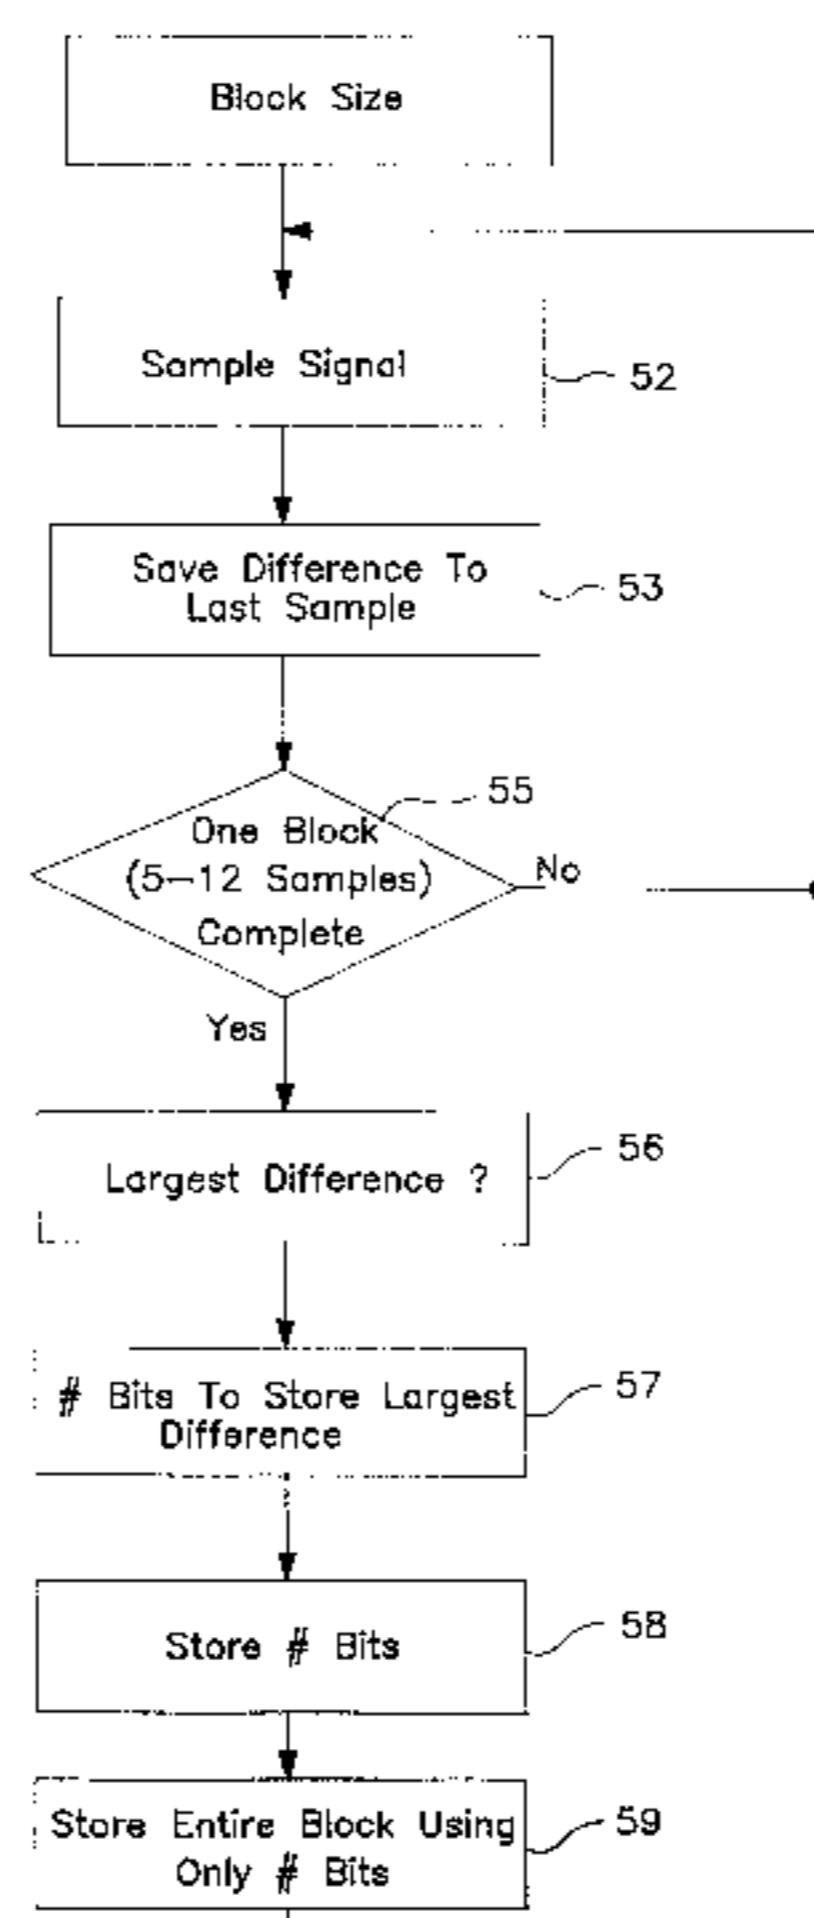 Block Size
Sample Signal
52
Save Difference To
Last Sample
53
55
One Block
(5-12 Samples)
Complete
No
Yes
Largest Difference ?
56
# Bits To Store Largest
Difference
57
Store # Bits
58
Store Entire Block Using
Only # Bits
59